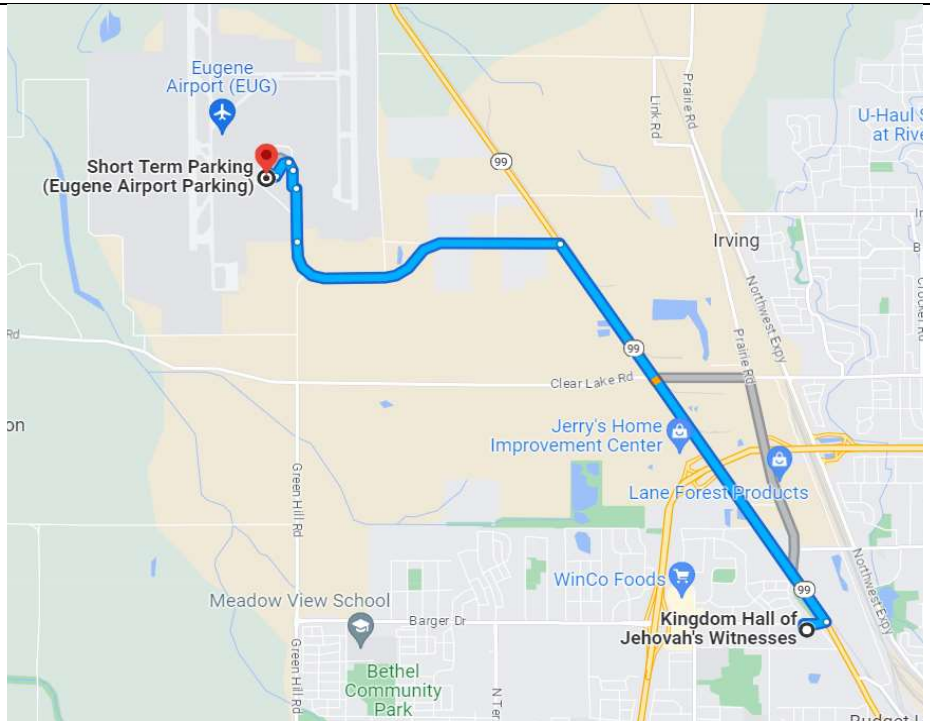 Eugene
Airport (EUG)
Short Term Parking
(Eugene Airport Parking)
99
Link Rd
Prairie Rd
U-Haul
at
Irving
Northwest Expy
99
Prairie Rd
Rd
Clear Lake Rd
Jerry's Home
Improvement Center
on
Green Hill Rd
Lane Forest Products
WinCo Foods
99
Northwest Expy
Kingdom Hall of
Jehovah's Witnesses
Meadow View School
Barger Dr
Green Hill Rd
Bethel
Community
Park
N Ter